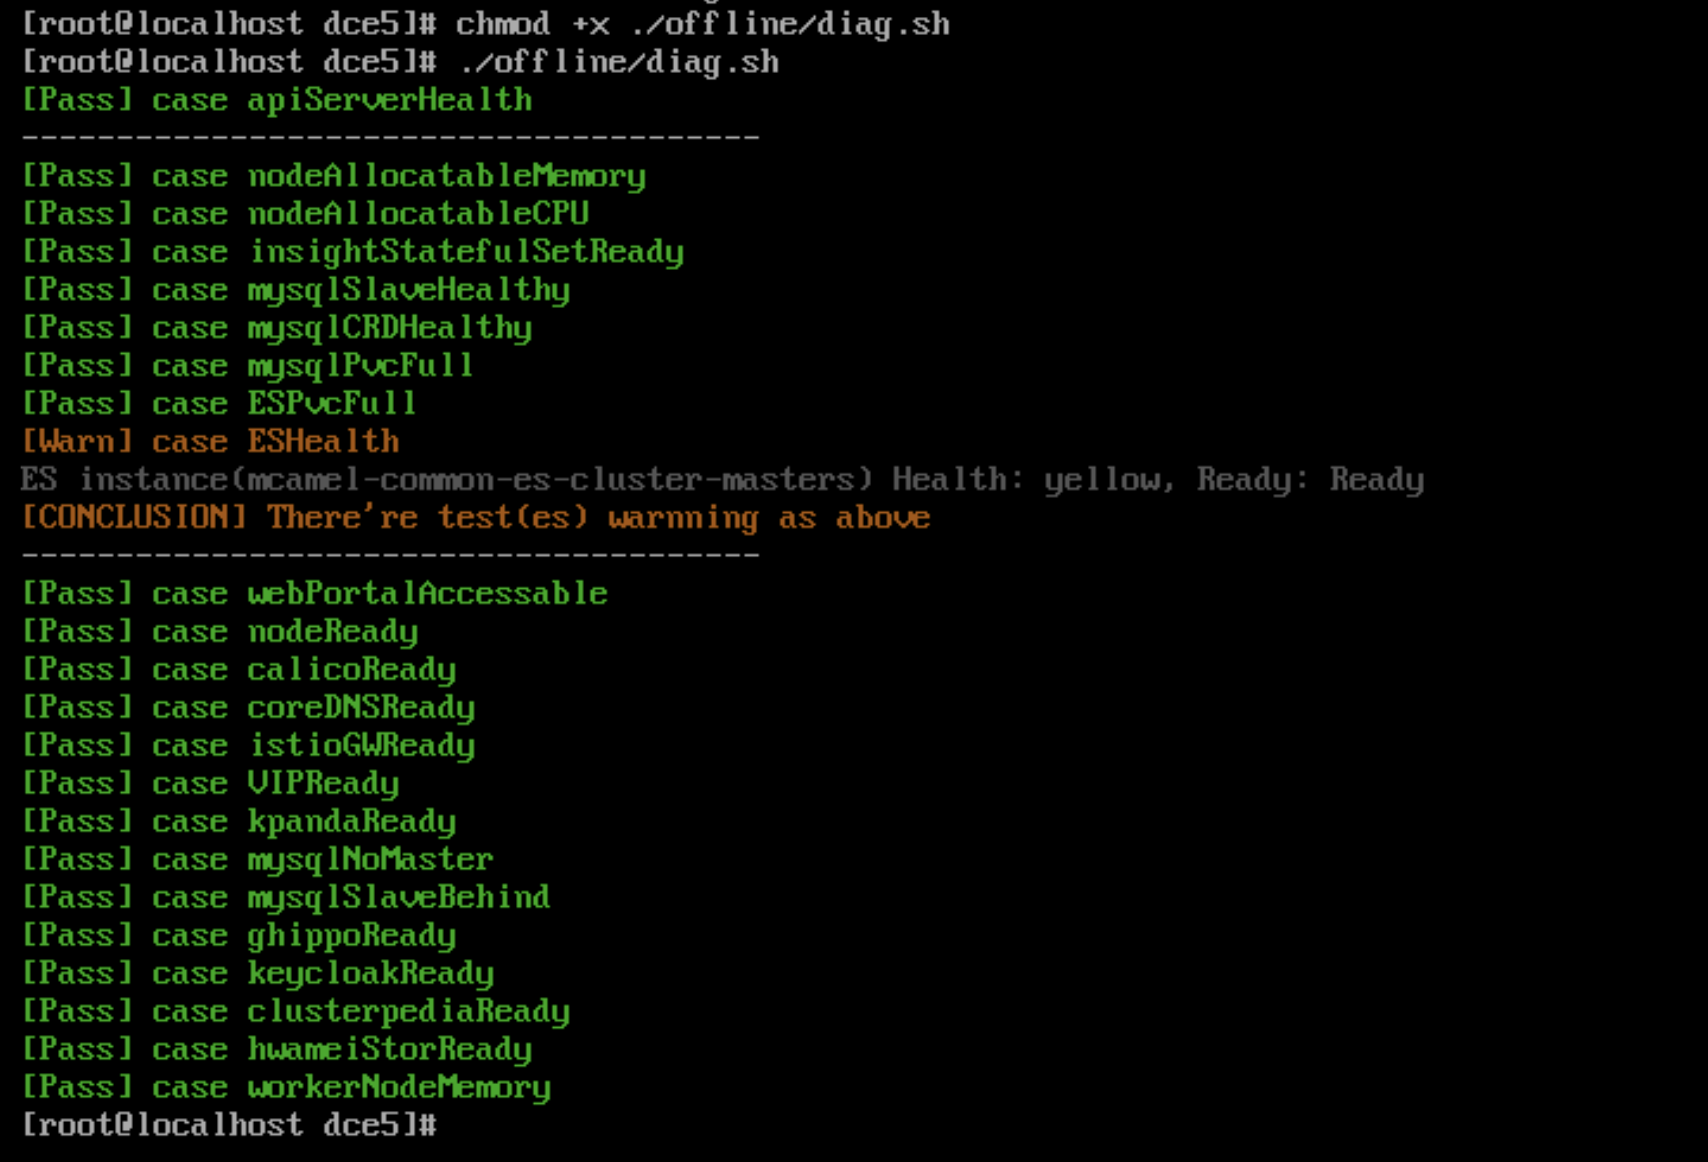 [root@localhost dce5]# chmod +x ./offline/diag.sh
[root@localhost dce5]# ./offline/diag.sh
[Pass] case apiServerHealth
---------------------------------------
[Pass] case nodeAllocatableMemory
[Pass] case nodeAllocatableCPU
[Pass] case insightStatefulSetReady
[Pass] case mysqlSlaveHealthy
[Pass] case mysqlCRDHealthy
[Pass] case mysqlPvcFull
[Pass] case ESPvcFull
[Warn] case ESHealth
ES instance(mcamel-common-es-cluster-masters) Health: yellow, Ready: Ready
[CONCLUSION] There're test(es) warnning as above
---------------------------------------
[Pass] case webPortalAccessable
[Pass] case nodeReady
[Pass] case calicoReady
[Pass] case coreDNSReady
[Pass] case istioGWReady
[Pass] case VIPReady
[Pass] case kpandaReady
[Pass] case mysqlNoMaster
[Pass] case mysqlSlaveBehind
[Pass] case ghippoReady
[Pass] case keycloakReady
[Pass] case clusterpediaReady
[Pass] case hwameiStorReady
[Pass] case workerNodeMemory
[root@localhost dce5]#